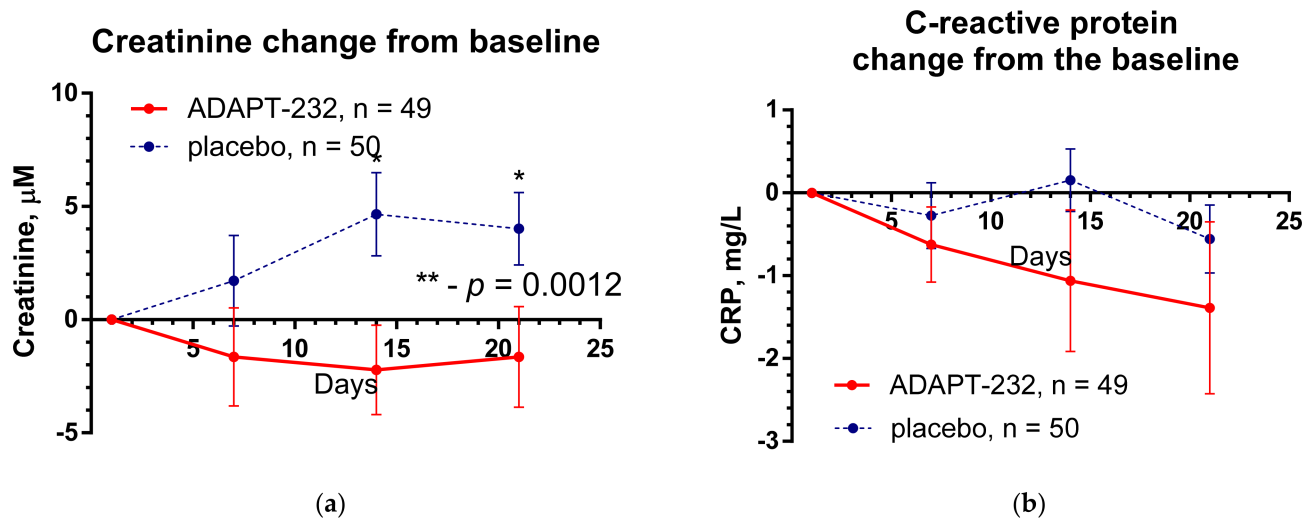 Creatinine change from baseline
10
5
0
-5
Creatinine, μM
ADAPT-232, n = 49
placebo, n = 50
*
*
** - p = 0.0012
5
10
15
20
25
Days
(a)
C-reactive protein
change from the baseline
1
0
-1
-2
-3
CRP, mg/L
5
10
15
20
25
Days
ADAPT-232, n = 49
placebo, n = 50
(b)